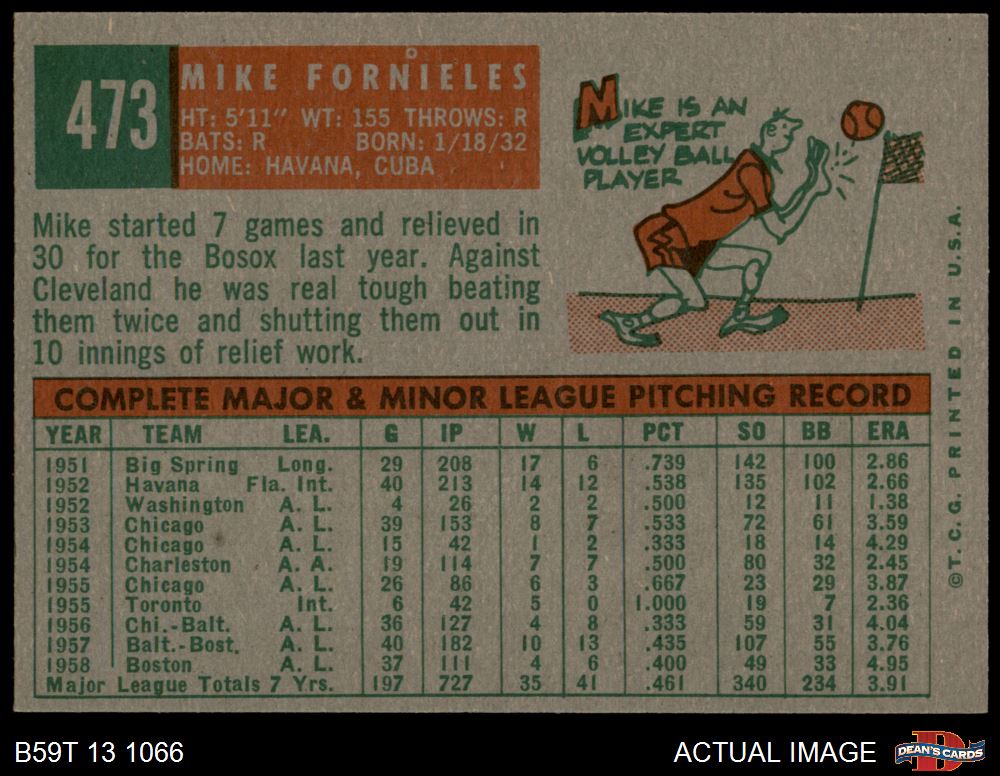 473
MIKE FORNIELES
HT: 5'11" WT: 155 THROWS: R
BATS: R BORN: 1/18/32
HOME: HAVANA, CUBA
MIKE IS AN
EXPERT
VOLLEY BALL
PLAYER
Mike started 7 games and relieved in
30 for the Bosox last year. Against
Cleveland he was real tough beating
them twice and shutting them out in
10 innings of relief work.
COMPLETE MAJOR & MINOR LEAGUE PITCHING RECORD
YEAR TEAM LEA. G IP W L PCT SO BB ERA
1951 Big Spring Long. 29 208 17 6 .739 142 100 2.86
1952 Havana Fla. Int. 40 213 14 12 .538 135 102 2.66
1952 Washington A. L. 4 26 2 2 .500 12 11 1.38
1953 Chicago A. L. 39 153 8 7 .533 72 61 3.59
1954 Chicago A. L. 15 42 1 2 .333 18 14 4.29
1954 Charleston A. A. 19 114 7 7 .500 80 32 2.45
1955 Chicago A. L. 26 86 6 3 .667 23 29 3.87
1955 Toronto Int. 6 42 5 0 1.000 19 7 2.36
1956 Chi.-Balt. A. L. 36 127 4 8 .333 59 31 4.04
1957 Balt.-Bost. A. L. 40 182 10 13 .435 107 55 3.76
1958 Boston A. L. 37 111 4 6 .400 49 33 4.95
Major League Totals 7 Yrs. 197 727 35 41 .461 340 234 3.91
©T.C.G. PRINTED IN U.S.A.
B59T 13 1066
ACTUAL IMAGE
D
DEAN'S CARDS